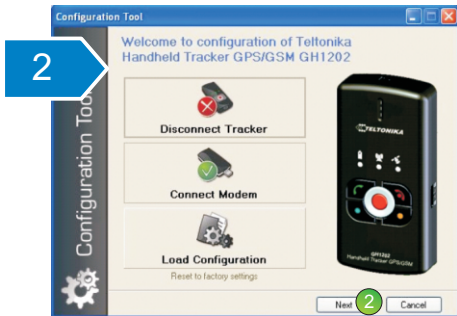 Configuration Tool
Welcome to configuration of Teltonika
Handheld Tracker GPS/GSM GH1202
2
Configuration Tool
Disconnect Tracker
Connect Modem
Load Configuration
Reset to factory settings
TELTONIKA
GH1202
Handheld Tracker GPS/GSM
Next
2
Cancel